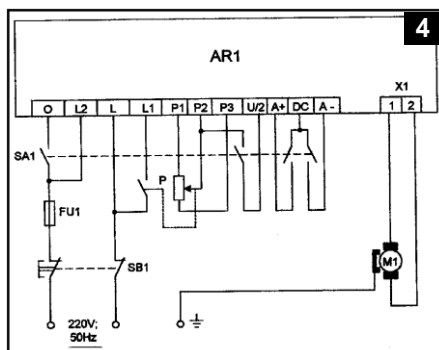 4
AR1
X1
O L2 L L1 P1 P2 P3 U/2 A+ DC A- 1 2
SA1
P
FU1
SB1
M1
220V;
50Hz